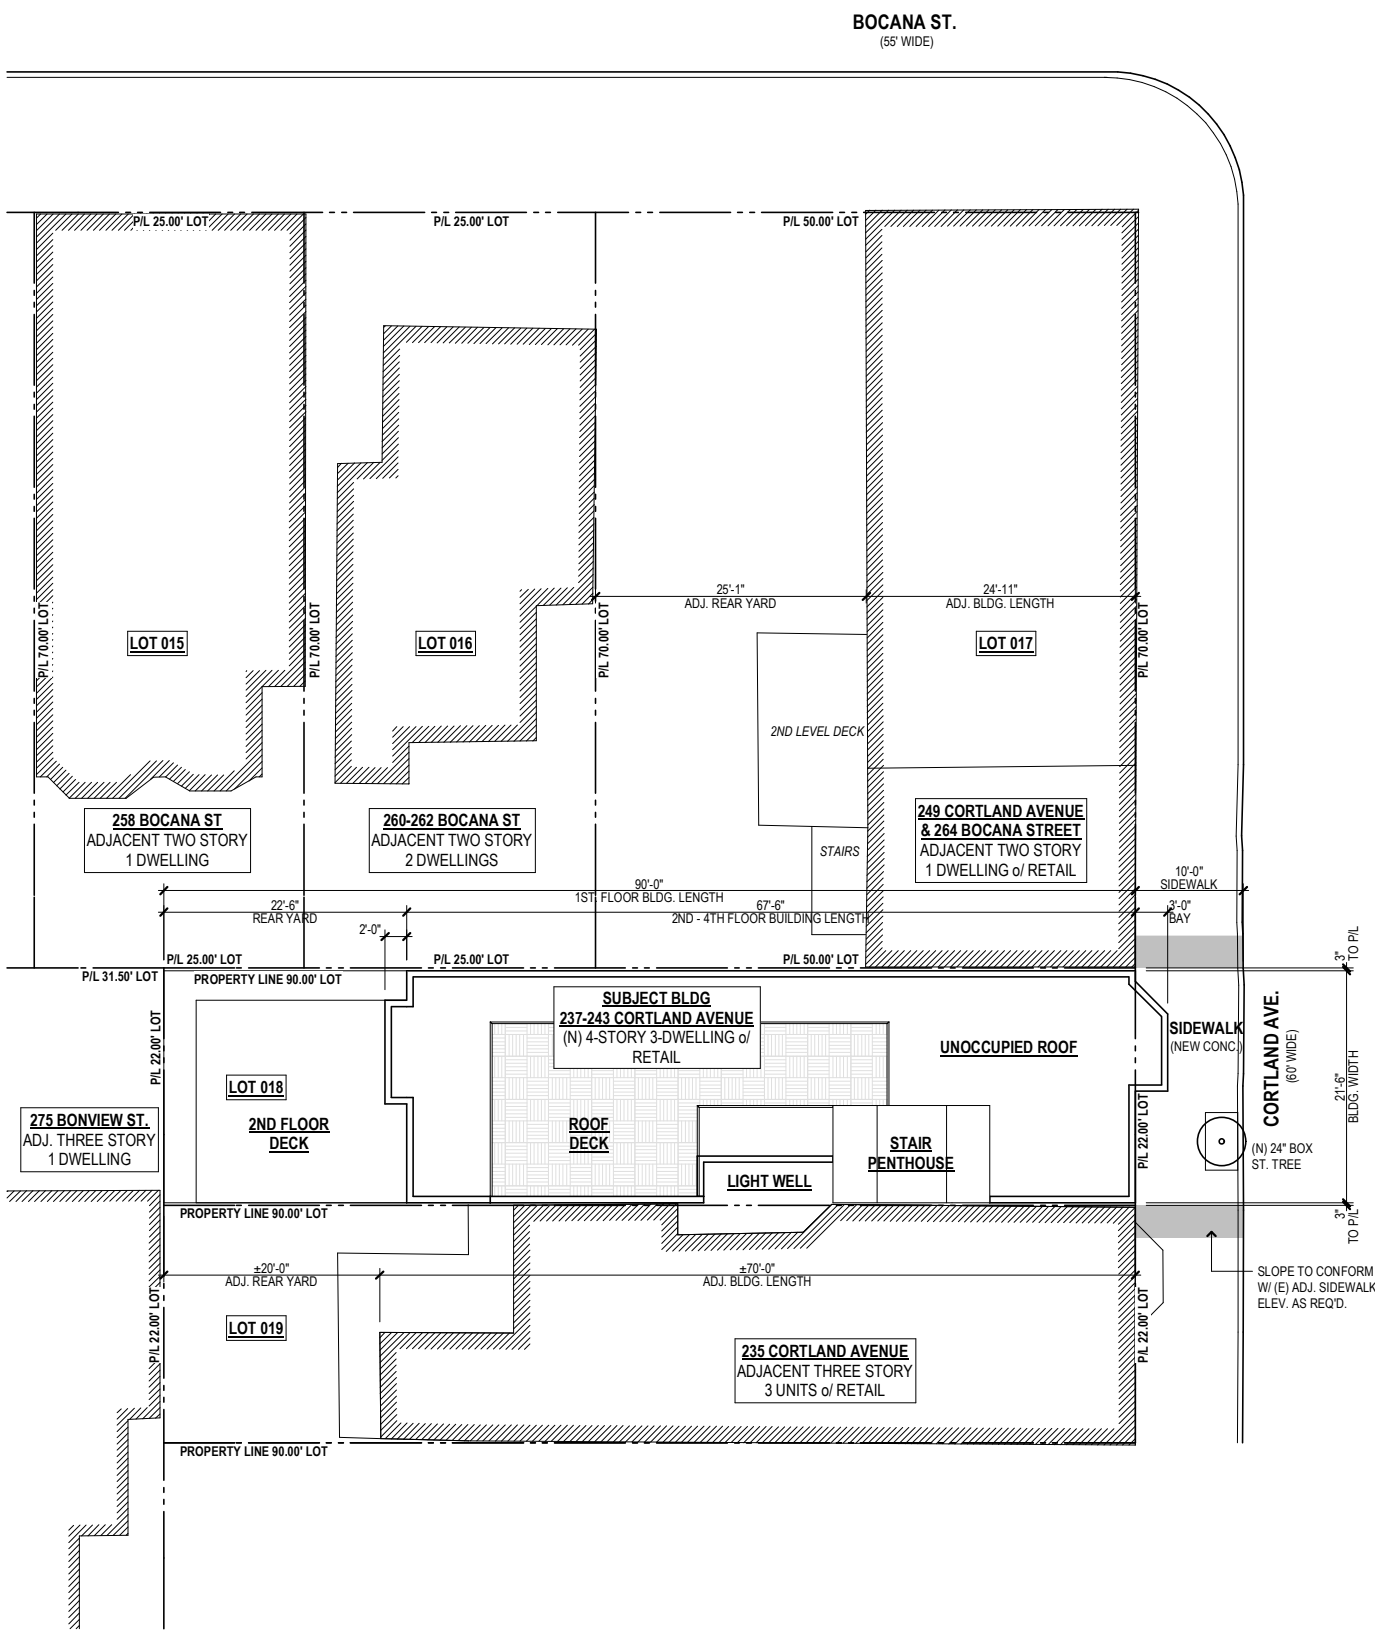 BOCANA ST.
(55' WIDE)
P/L 25.00' LOT
P/L 25.00' LOT
P/L 50.00' LOT
25'-1"
ADJ. REAR YARD
24'-11"
ADJ. BLDG. LENGTH
P/L 70.00' LOT
P/L 70.00' LOT
P/L 70.00' LOT
P/L 70.00' LOT
LOT 015
LOT 016
LOT 017
2ND LEVEL DECK
STAIRS
258 BOCANA ST
ADJACENT TWO STORY
1 DWELLING
260-262 BOCANA ST
ADJACENT TWO STORY
2 DWELLINGS
249 CORTLAND AVENUE
& 264 BOCANA STREET
ADJACENT TWO STORY
1 DWELLING o/ RETAIL
90'-0"
1ST. FLOOR BLDG. LENGTH
10'-0"
SIDEWALK
22'-6"
REAR YARD
67'-6"
2ND - 4TH FLOOR BUILDING LENGTH
3'-0"
BAY
2'-0"
3"
TO P/L
P/L 25.00' LOT
P/L 25.00' LOT
P/L 50.00' LOT
P/L 31.50' LOT
PROPERTY LINE 90.00' LOT
SUBJECT BLDG
237-243 CORTLAND AVENUE
(N) 4-STORY 3-DWELLING o/
RETAIL
UNOCCUPIED ROOF
SIDEWALK
(NEW CONC.)
CORTLAND AVE.
(60' WIDE)
21'-6"
BLDG. WIDTH
P/L 22.00' LOT
LOT 018
2ND FLOOR
DECK
ROOF
DECK
STAIR
PENTHOUSE
LIGHT WELL
P/L 22.00' LOT
(N) 24" BOX
ST. TREE
275 BONVIEW ST.
ADJ. THREE STORY
1 DWELLING
PROPERTY LINE 90.00' LOT
3"
TO P/L
±20'-0"
ADJ. REAR YARD
±70'-0"
ADJ. BLDG. LENGTH
SLOPE TO CONFORM
W/ (E) ADJ. SIDEWALK
ELEV. AS REQ'D.
P/L 22.00' LOT
LOT 019
235 CORTLAND AVENUE
ADJACENT THREE STORY
3 UNITS o/ RETAIL
P/L 22.00' LOT
PROPERTY LINE 90.00' LOT